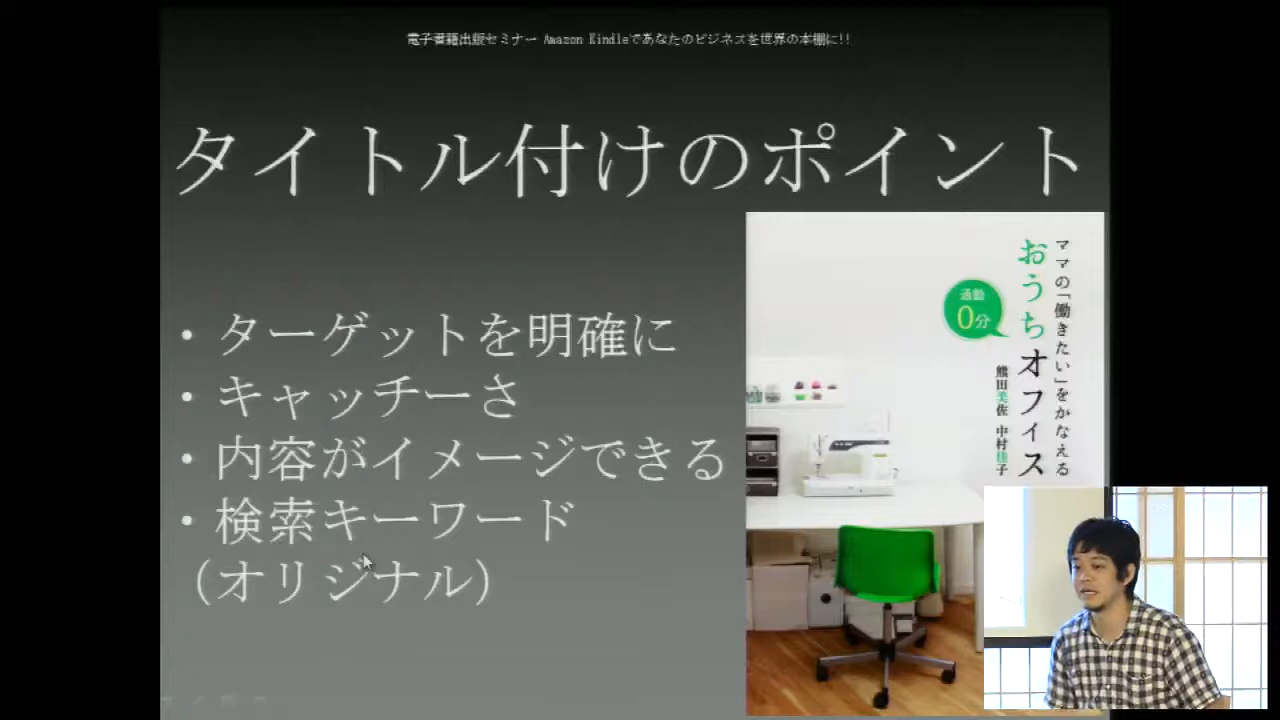 電子書籍出版セミナー Amazon Kindleであなたのビジネスを世界の本棚に!!
タイトル付けのポイント
・ターゲットを明確に
・キャッチーさ
・内容がイメージできる
・検索キーワード
(オリジナル)
ママの「働きたい」をかなえる
おうちオフィス
通勤
0分
熊田美佐 中村佳子